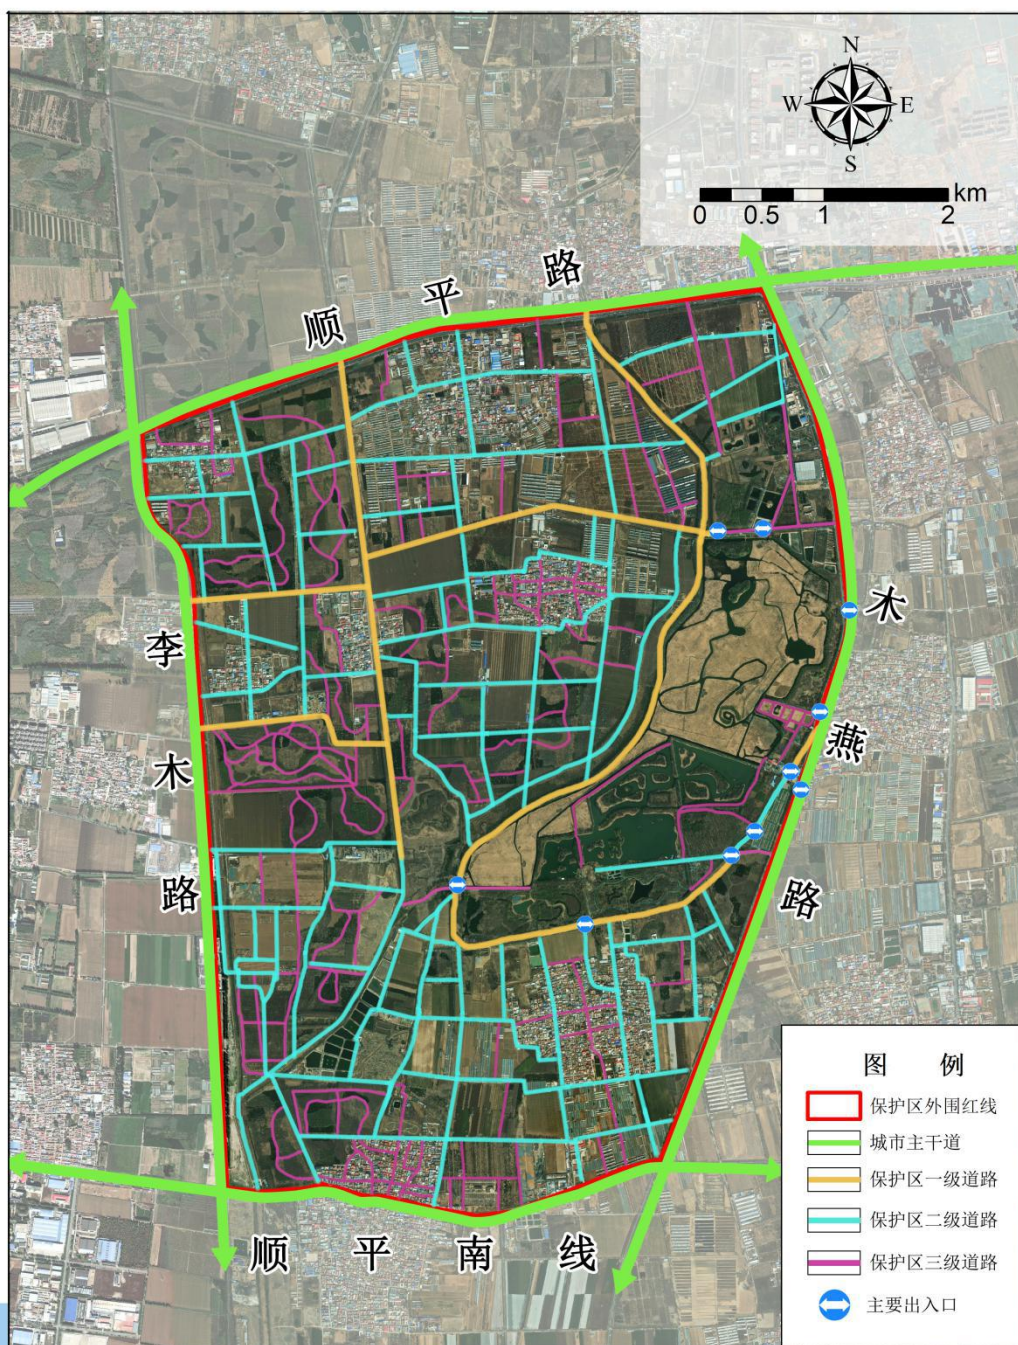 N
W E
S
km
0 0.5 1 2
顺平路
李木路
木燕路
顺平南线
图 例
保护区外围红线
城市主干道
保护区一级道路
保护区二级道路
保护区三级道路
主要出入口